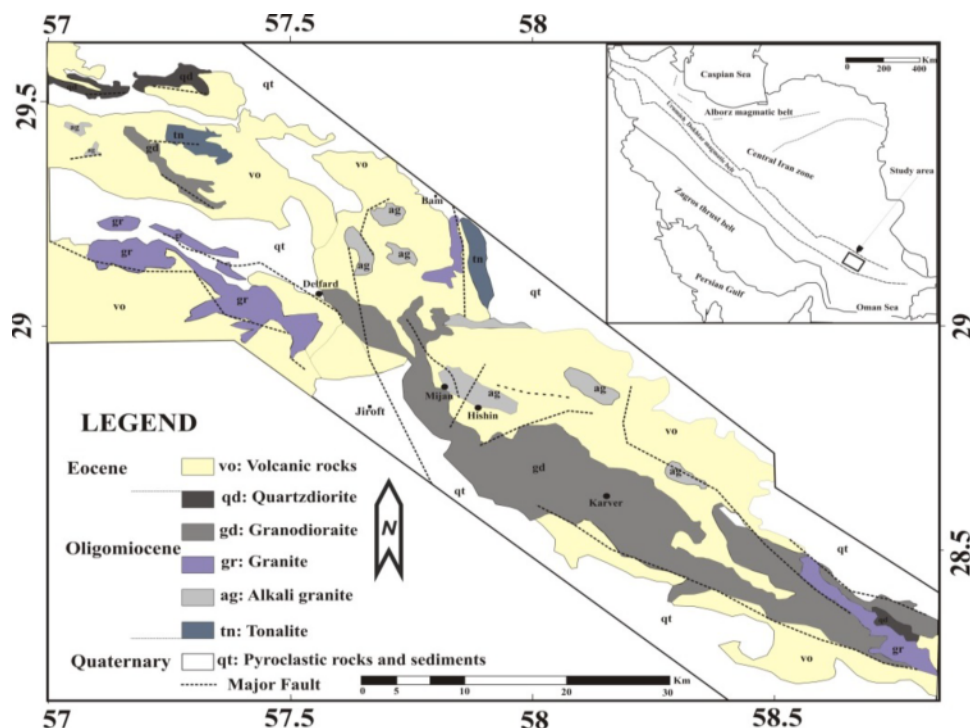 57
57.5
58
29.5
29
28.5
29
57
57.5
58
58.5
qd
qt
ag
tn
gd
vo
vo
Bam
ag
gr
gr
qt
ag
ag
tn
gr
Delfard
qt
vo
Mijan
ag
ag
Jiroft
Hishin
vo
qt
gd
ag
Karver
qt
qt
gr
vo
0 200 400 Km
Caspian Sea
Alborz magmatic belt
Central Iran zone
Study area
Zagros thrust belt
Persian Gulf
Oman Sea
LEGEND
Eocene
vo: Volcanic rocks
qd: Quartzdiorite
gd: Granodioraite
Oligomiocene
gr: Granite
ag: Alkali granite
tn: Tonalite
Quaternary
qt: Pyroclastic rocks and sediments
Major Fault
N
Km
0 5 10 20 30